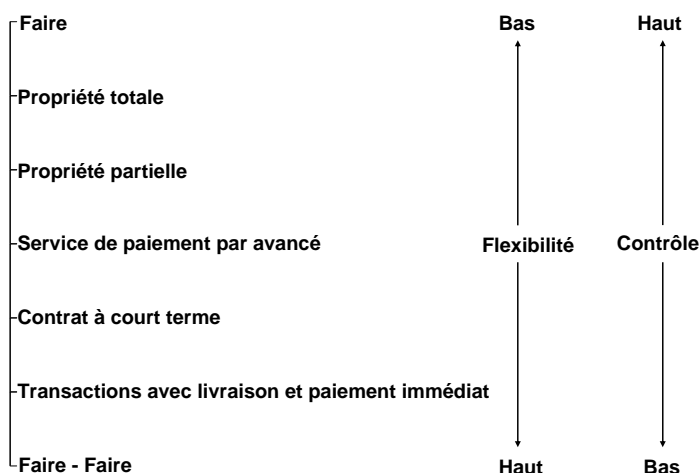 Faire Bas Haut
Propriété totale
Propriété partielle
Service de paiement par avancé Flexibilité Contrôle
Contrat à court terme
Transactions avec livraison et paiement immédiat
Faire - Faire Haut Bas